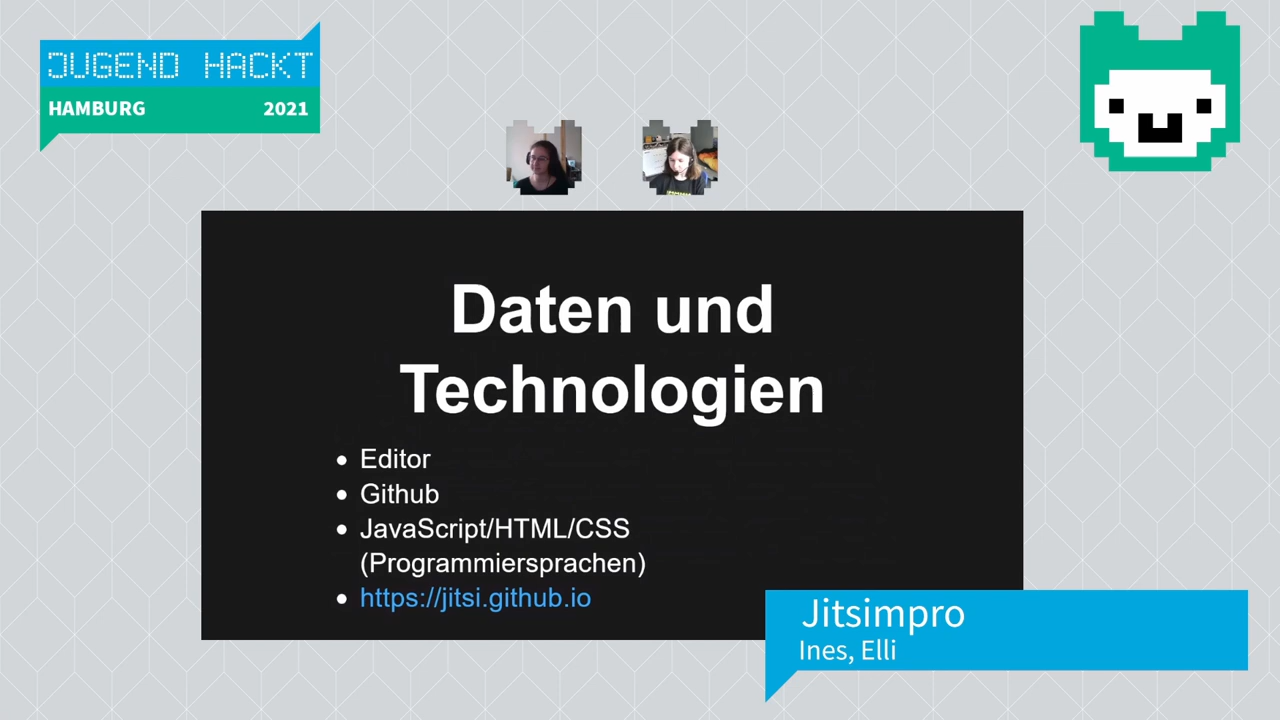 JUGEND HACKT
HAMBURG 2021
Daten und
Technologien
• Editor
• Github
• JavaScript/HTML/CSS
(Programmiersprachen)
• https://jitsi.github.io
Jitsimpro
Ines, Elli